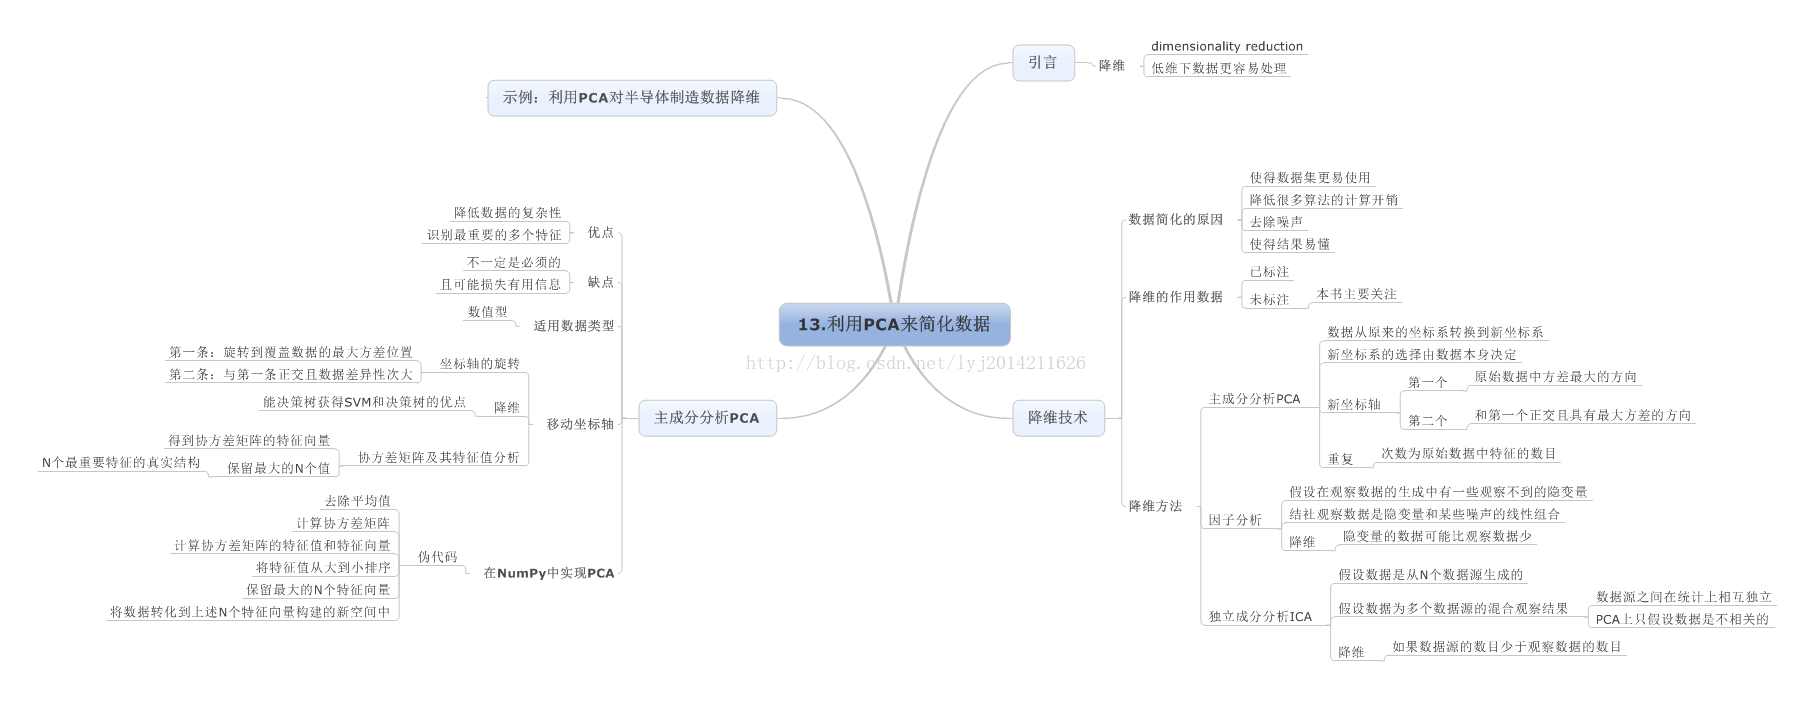 13.利用PCA来简化数据
引言
降维
dimensionality reduction
低维下数据更容易处理
降维技术
数据简化的原因
使得数据集更易使用
降低很多算法的计算开销
去除噪声
使得结果易懂
降维的作用数据
已标注
未标注
本书主要关注
降维方法
主成分分析PCA
数据从原来的坐标系转换到新坐标系
新坐标系的选择由数据本身决定
新坐标轴
第一个
原始数据中方差最大的方向
第二个
和第一个正交且具有最大方差的方向
重复
次数为原始数据中特征的数目
因子分析
假设在观察数据的生成中有一些观察不到的隐变量
结社观察数据是隐变量和某些噪声的线性组合
降维
隐变量的数据可能比观察数据少
独立成分分析ICA
假设数据是从N个数据源生成的
假设数据为多个数据源的混合观察结果
数据源之间在统计上相互独立
PCA上只假设数据是不相关的
降维
如果数据源的数目少于观察数据的数目
主成分分析PCA
优点
降低数据的复杂性
识别最重要的多个特征
缺点
不一定是必须的
且可能损失有用信息
适用数据类型
数值型
移动坐标轴
坐标轴的旋转
第一条：旋转到覆盖数据的最大方差位置
第二条：与第一条正交且数据差异性次大
降维
能决策树获得SVM和决策树的优点
协方差矩阵及其特征值分析
得到协方差矩阵的特征向量
保留最大的N个值
N个最重要特征的真实结构
在NumPy中实现PCA
伪代码
去除平均值
计算协方差矩阵
计算协方差矩阵的特征值和特征向量
将特征值从大到小排序
保留最大的N个特征向量
将数据转化到上述N个特征向量构建的新空间中
示例：利用PCA对半导体制造数据降维
http://blog.csdn.net/lyj2014211626